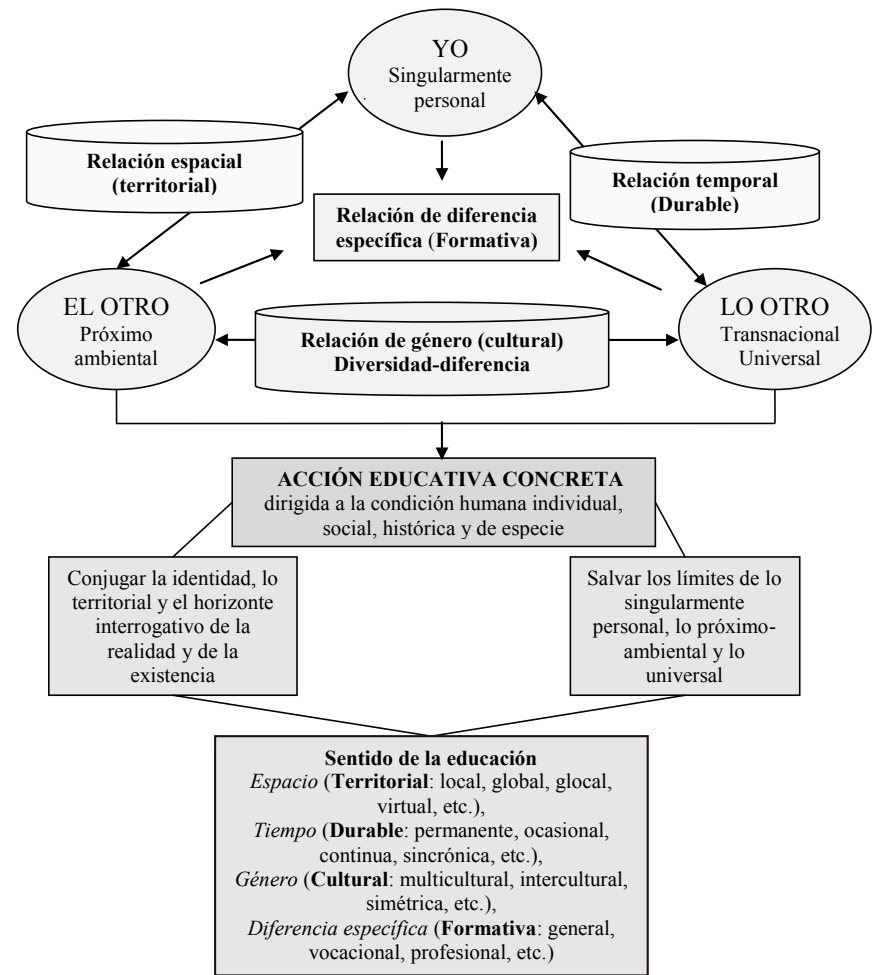 YO
Singularmente
personal
Relación espacial
(territorial)
Relación temporal
(Durable)
Relación de diferencia
específica (Formativa)
EL OTRO
Próximo
ambiental
Relación de género (cultural)
Diversidad-diferencia
LO OTRO
Transnacional
Universal
ACCIÓN EDUCATIVA CONCRETA
dirigida a la condición humana individual,
social, histórica y de especie
Conjugar la identidad, lo
territorial y el horizonte
interrogativo de la
realidad y de la
existencia
Salvar los límites de lo
singularmente
personal, lo próximo-
ambiental y lo
universal
Sentido de la educación
Espacio (Territorial: local, global, glocal,
virtual, etc.),
Tiempo (Durable: permanente, ocasional,
continua, sincrónica, etc.),
Género (Cultural: multicultural, intercultural,
simétrica, etc.),
Diferencia específica (Formativa: general,
vocacional, profesional, etc.)